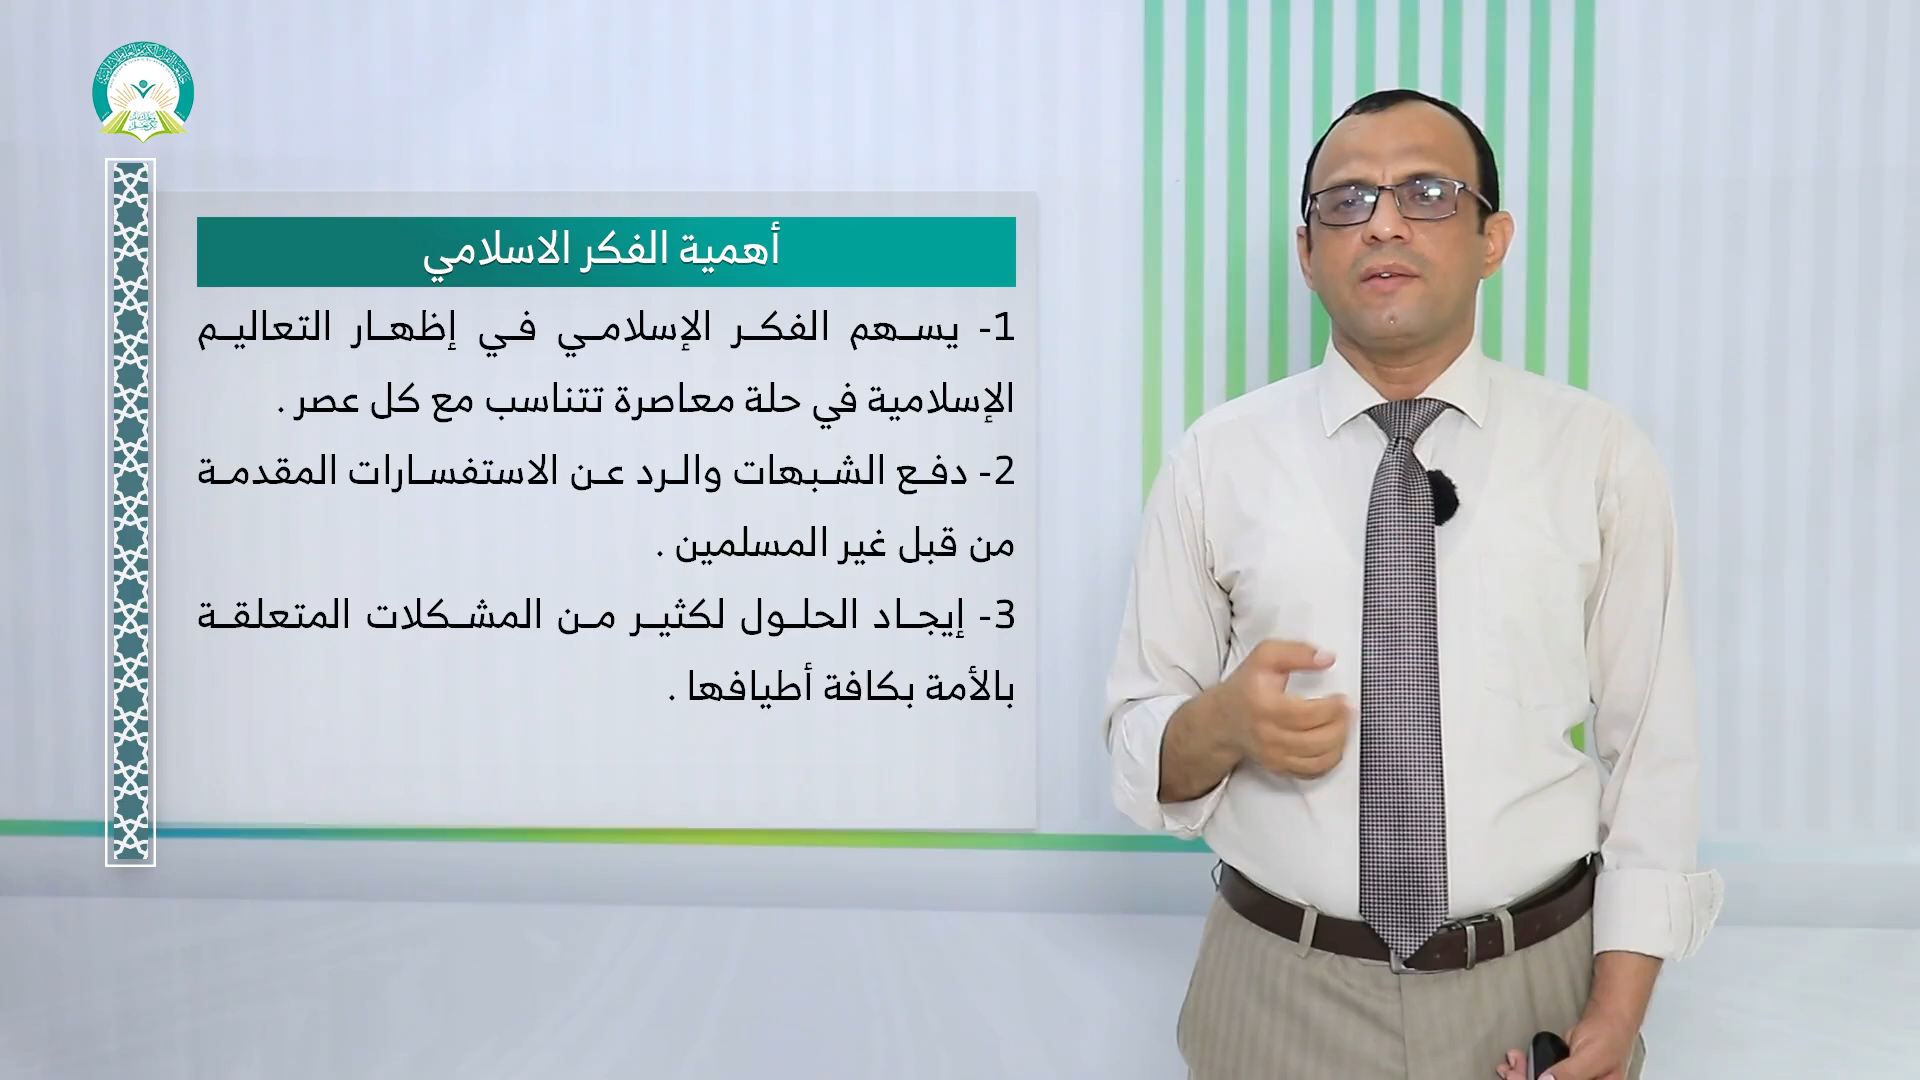 أهمية الفكر الاسلامي
1- يسهم الفكر الإسلامي في إظهار التعاليم
الإسلامية في حلة معاصرة تتناسب مع كل عصر .
2- دفع الشبهات والرد عن الاستفسارات المقدمة
من قبل غير المسلمين .
3- إيجاد الحلول لكثير من المشكلات المتعلقة
بالأمة بكافة أطيافها .